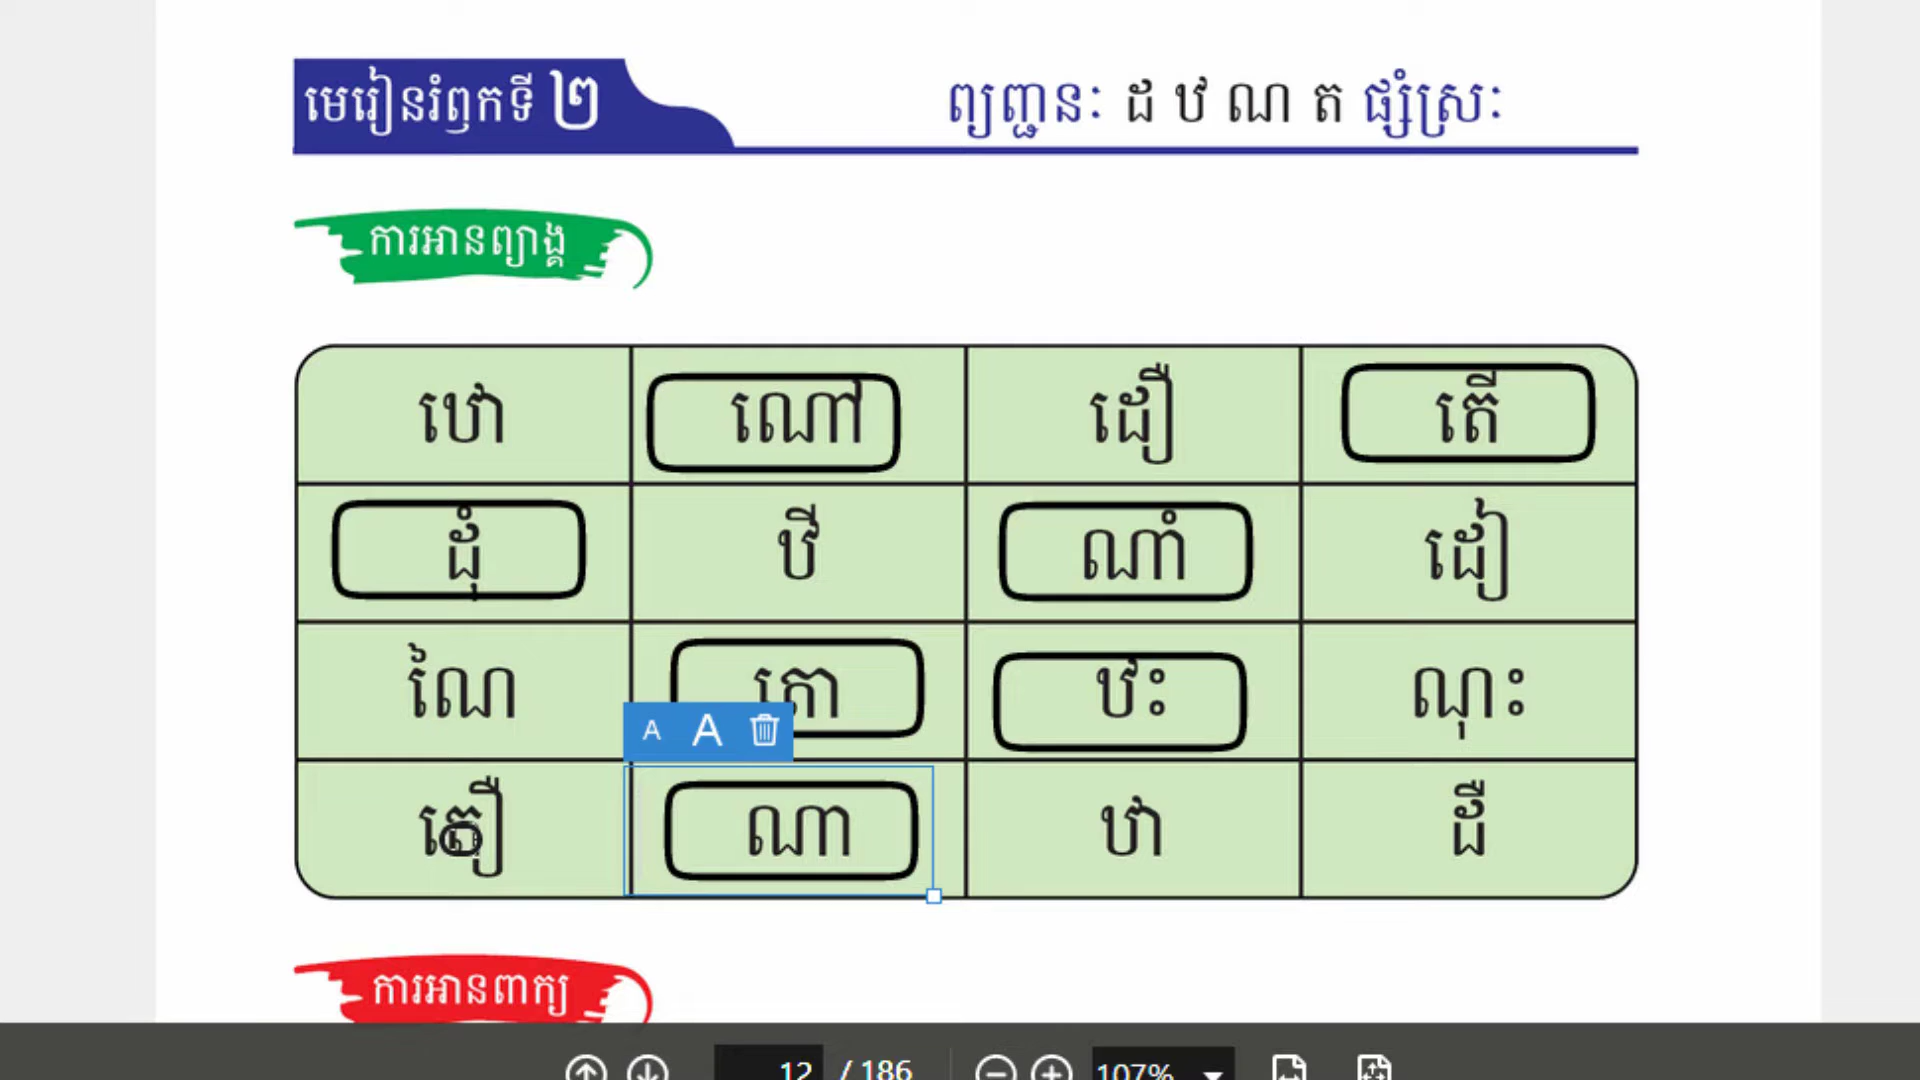 មេរៀនរំឭកទី ២
ព្យញ្ជនៈ ដ ឋ ណ ត ផ្សំស្រៈ
ការអានព្យាង្គ
ឋោ ណៅ ដឿ តើ
ដុំ ឋី ណាំ ដៀ
ណៃ តោ ឋិះ ណុះ
តឿ ណា ឋា ដឺ
A A
ការអានពាក្យ
12 / 186 107%